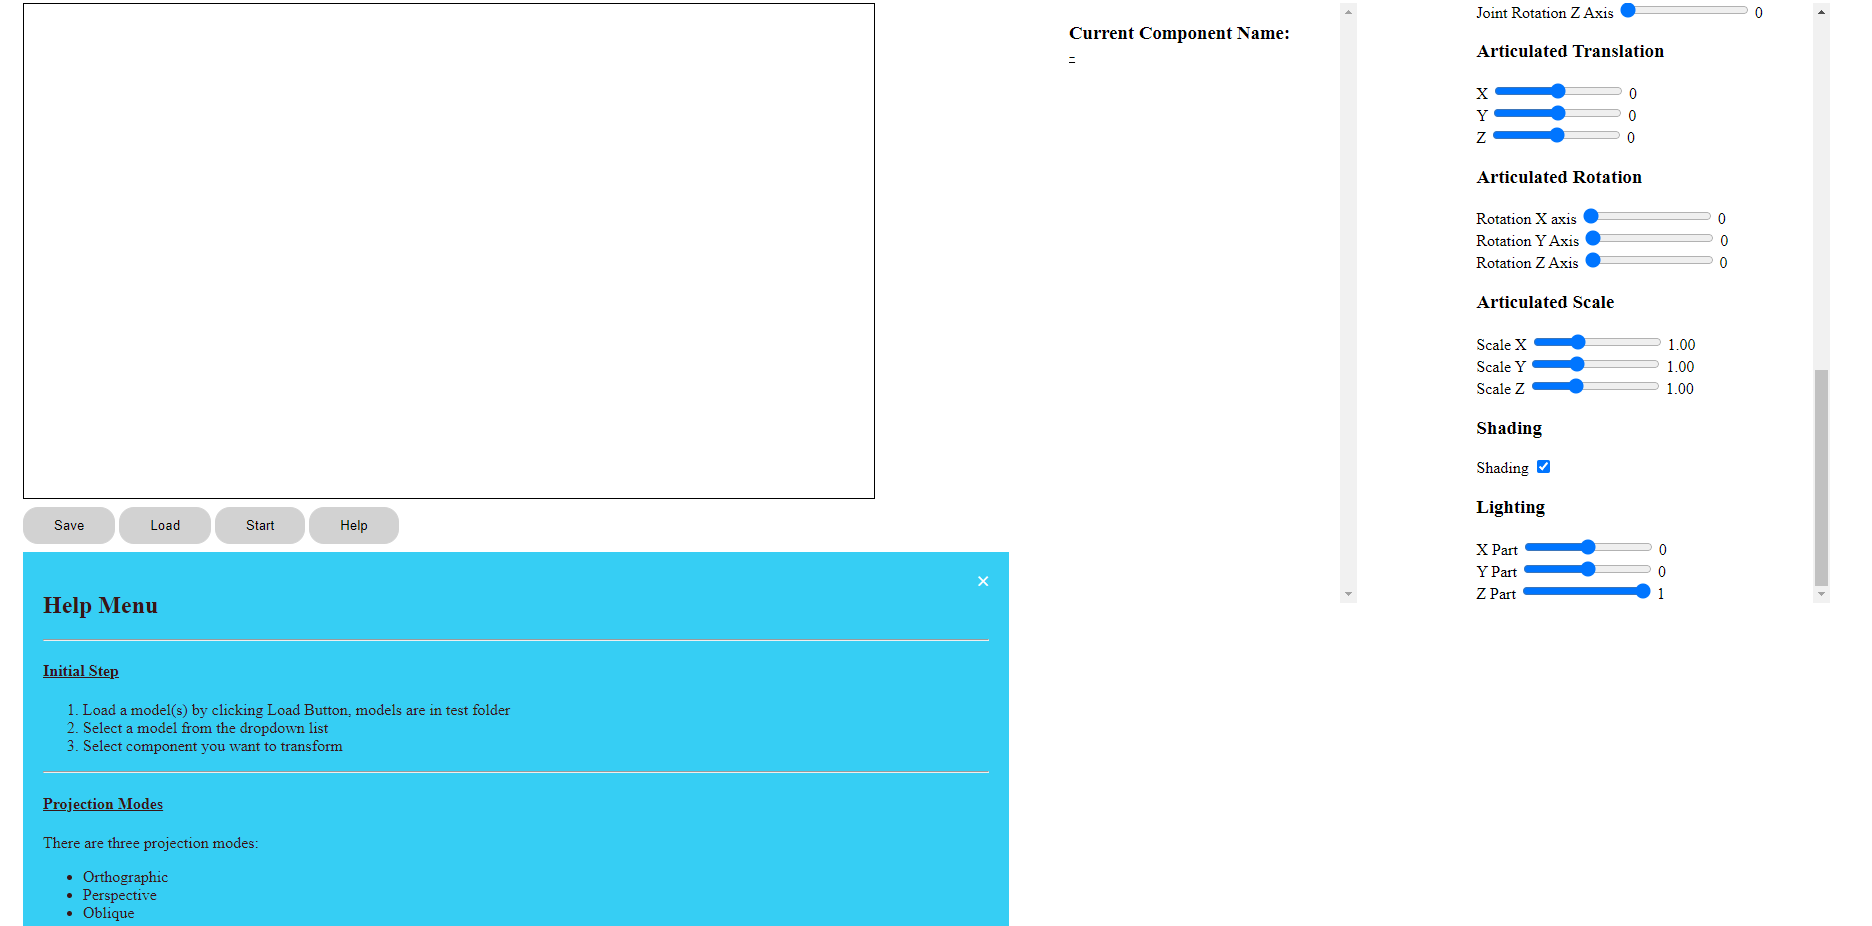 Save Load Start Help
×
Help Menu
Initial Step
1. Load a model(s) by clicking Load Button, models are in test folder
2. Select a model from the dropdown list
3. Select component you want to transform
Projection Modes
There are three projection modes:
• Orthographic
• Perspective
• Oblique
Current Component Name:
-
Joint Rotation Z Axis 0
Articulated Translation
X 0
Y 0
Z 0
Articulated Rotation
Rotation X axis 0
Rotation Y Axis 0
Rotation Z Axis 0
Articulated Scale
Scale X 1.00
Scale Y 1.00
Scale Z 1.00
Shading
Shading
Lighting
X Part 0
Y Part 0
Z Part 1